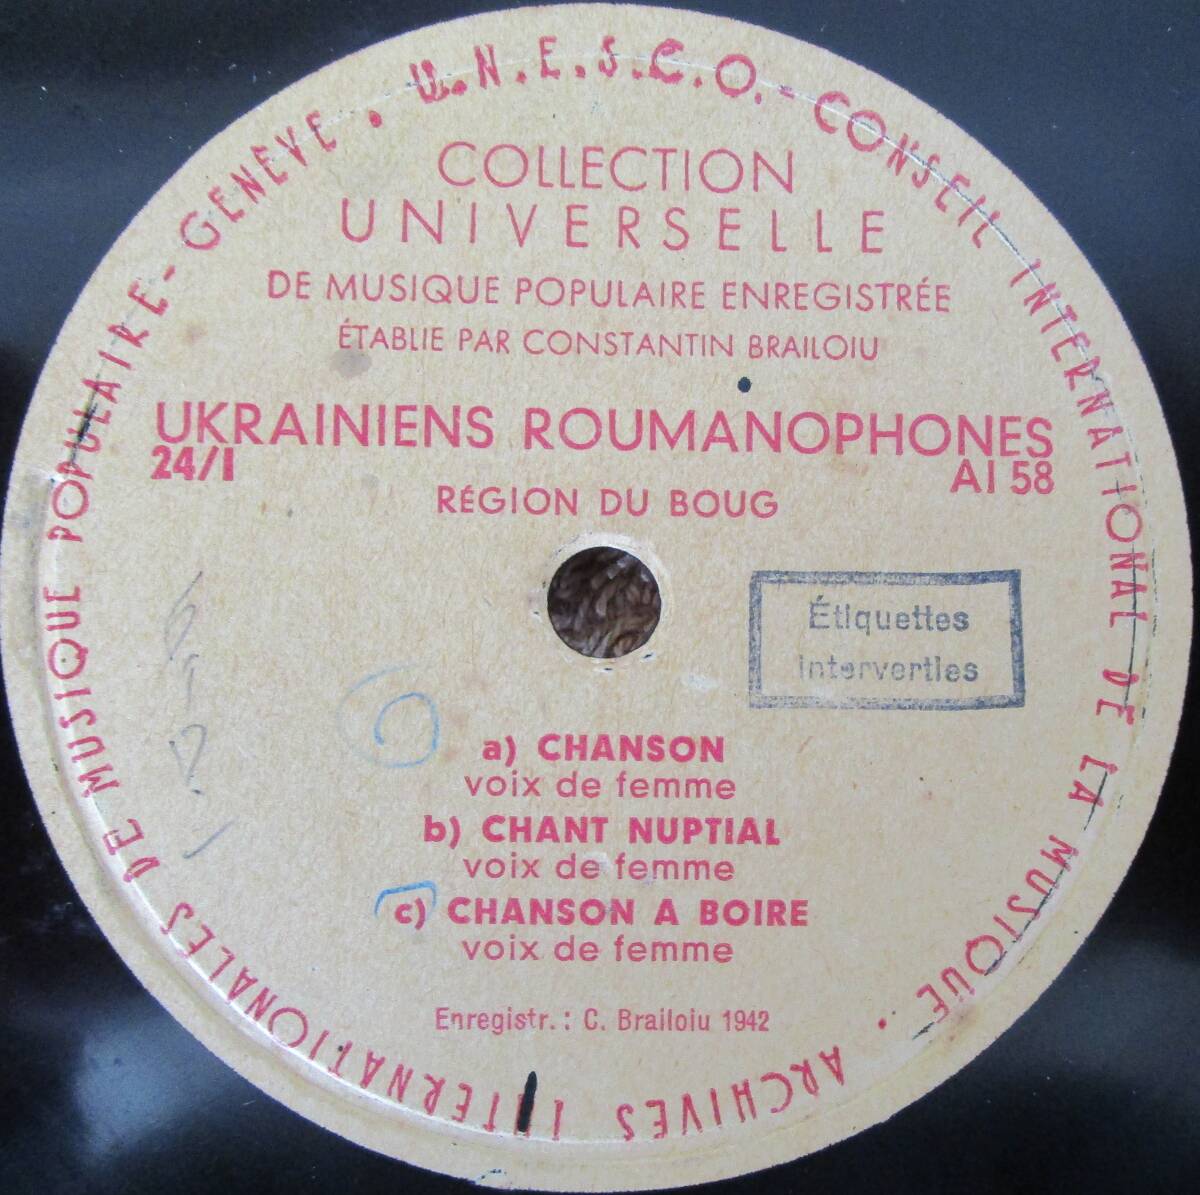 U.N.E.S.C.O. - CONSEIL INTERNATIONAL DE LA MUSIQUE .
ARCHIVES INTERNATIONALES DE MUSIQUE POPULAIRE - GENÈVE .
COLLECTION
UNIVERSELLE
DE MUSIQUE POPULAIRE ENREGISTRÉE
ÉTABLIE PAR CONSTANTIN BRAILOIU
UKRAINIENS ROUMANOPHONES
24/I AI 58
RÉGION DU BOUG
Étiquettes
interverties
a) CHANSON
voix de femme
b) CHANT NUPTIAL
voix de femme
c) CHANSON A BOIRE
voix de femme
Enregistr.: C. Brailoiu 1942